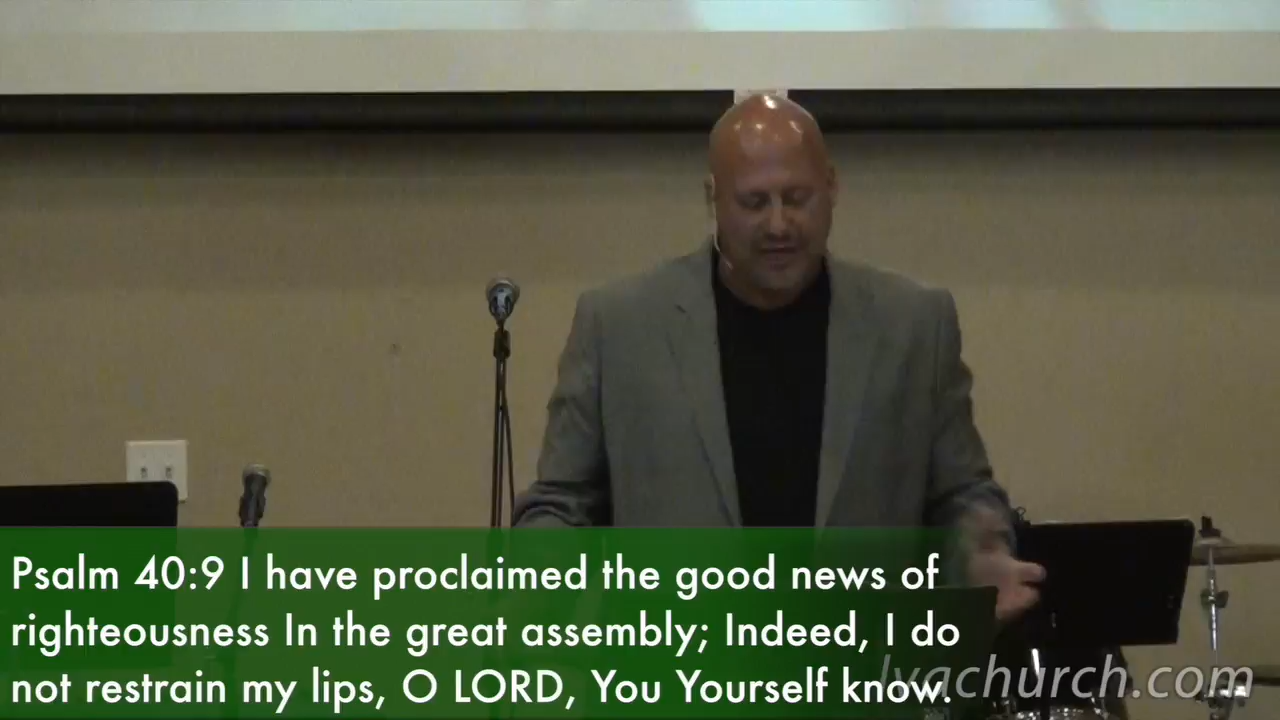 Psalm 40:9 I have proclaimed the good news of
righteousness In the great assembly; Indeed, I do
not restrain my lips, O LORD, You Yourself know.
lvachurch.com